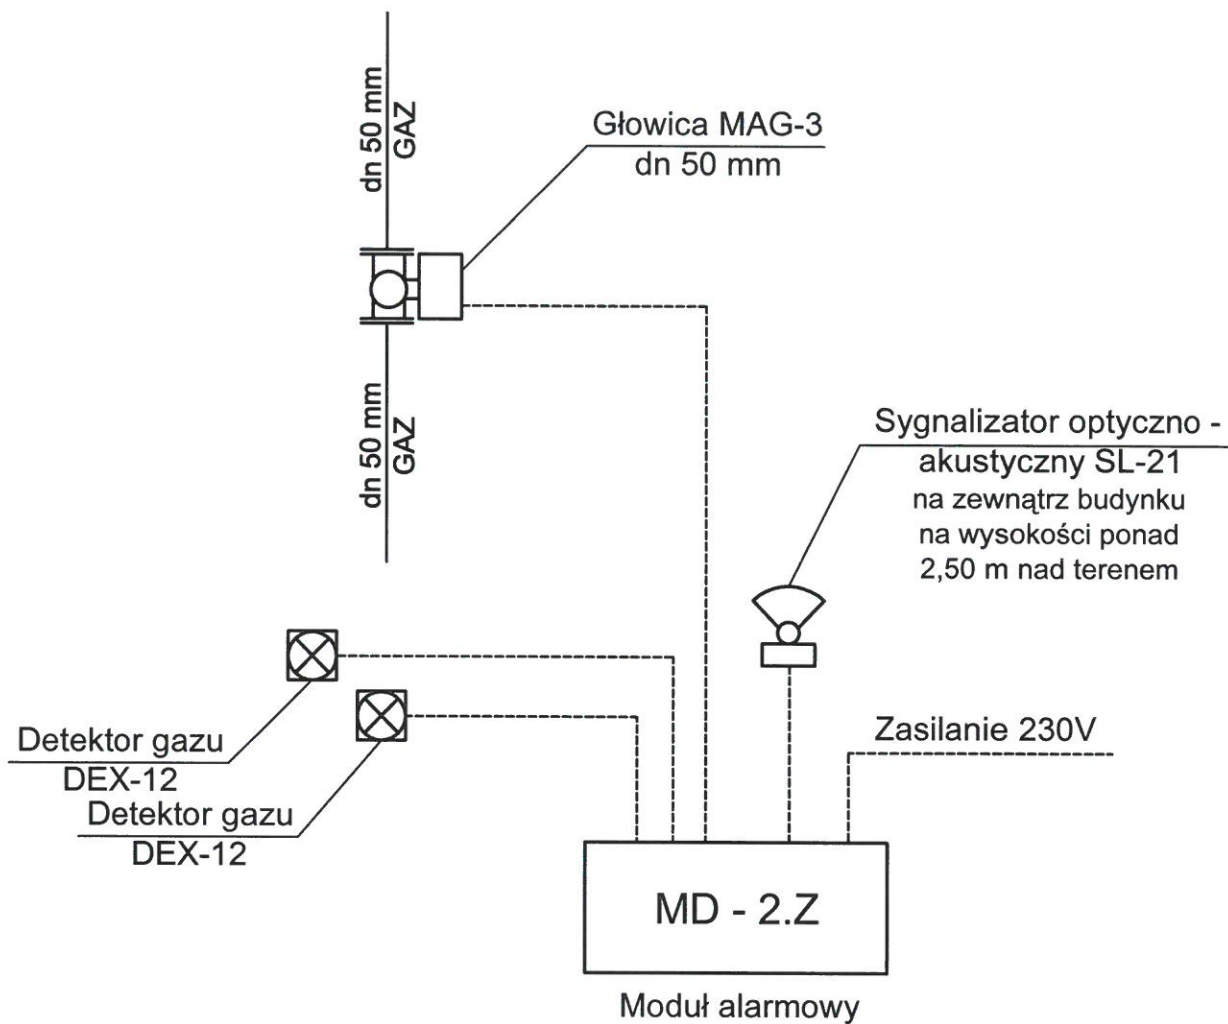 dn 50 mm
GAZ
Głowica MAG-3
dn 50 mm
dn 50 mm
GAZ
Sygnalizator optyczno -
akustyczny SL-21
na zewnątrz budynku
na wysokości ponad
2,50 m nad terenem
Detektor gazu
DEX-12
Detektor gazu
DEX-12
Zasilanie 230V
MD - 2.Z
Moduł alarmowy